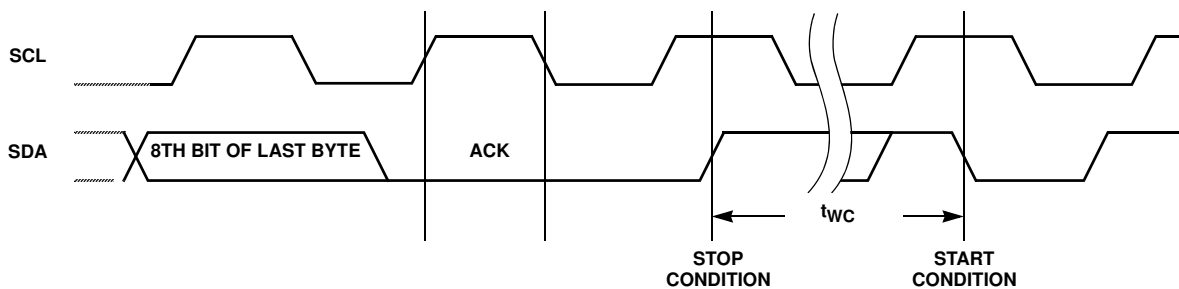 SCL
SDA
8TH BIT OF LAST BYTE
ACK
tWC
STOP
CONDITION
START
CONDITION